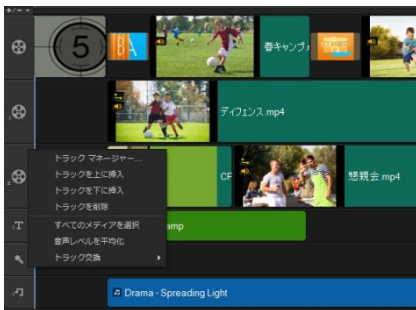 5
B A
春キャンプ.
1
ディフェンス.mp4
2
CF
懇親会.mp4
トラック マネージャー...
トラックを上に挿入
トラックを下に挿入
トラックを削除
すべてのメディアを選択
音声レベルを平均化
トラック交換
1T
amp
1
Drama - Spreading Light